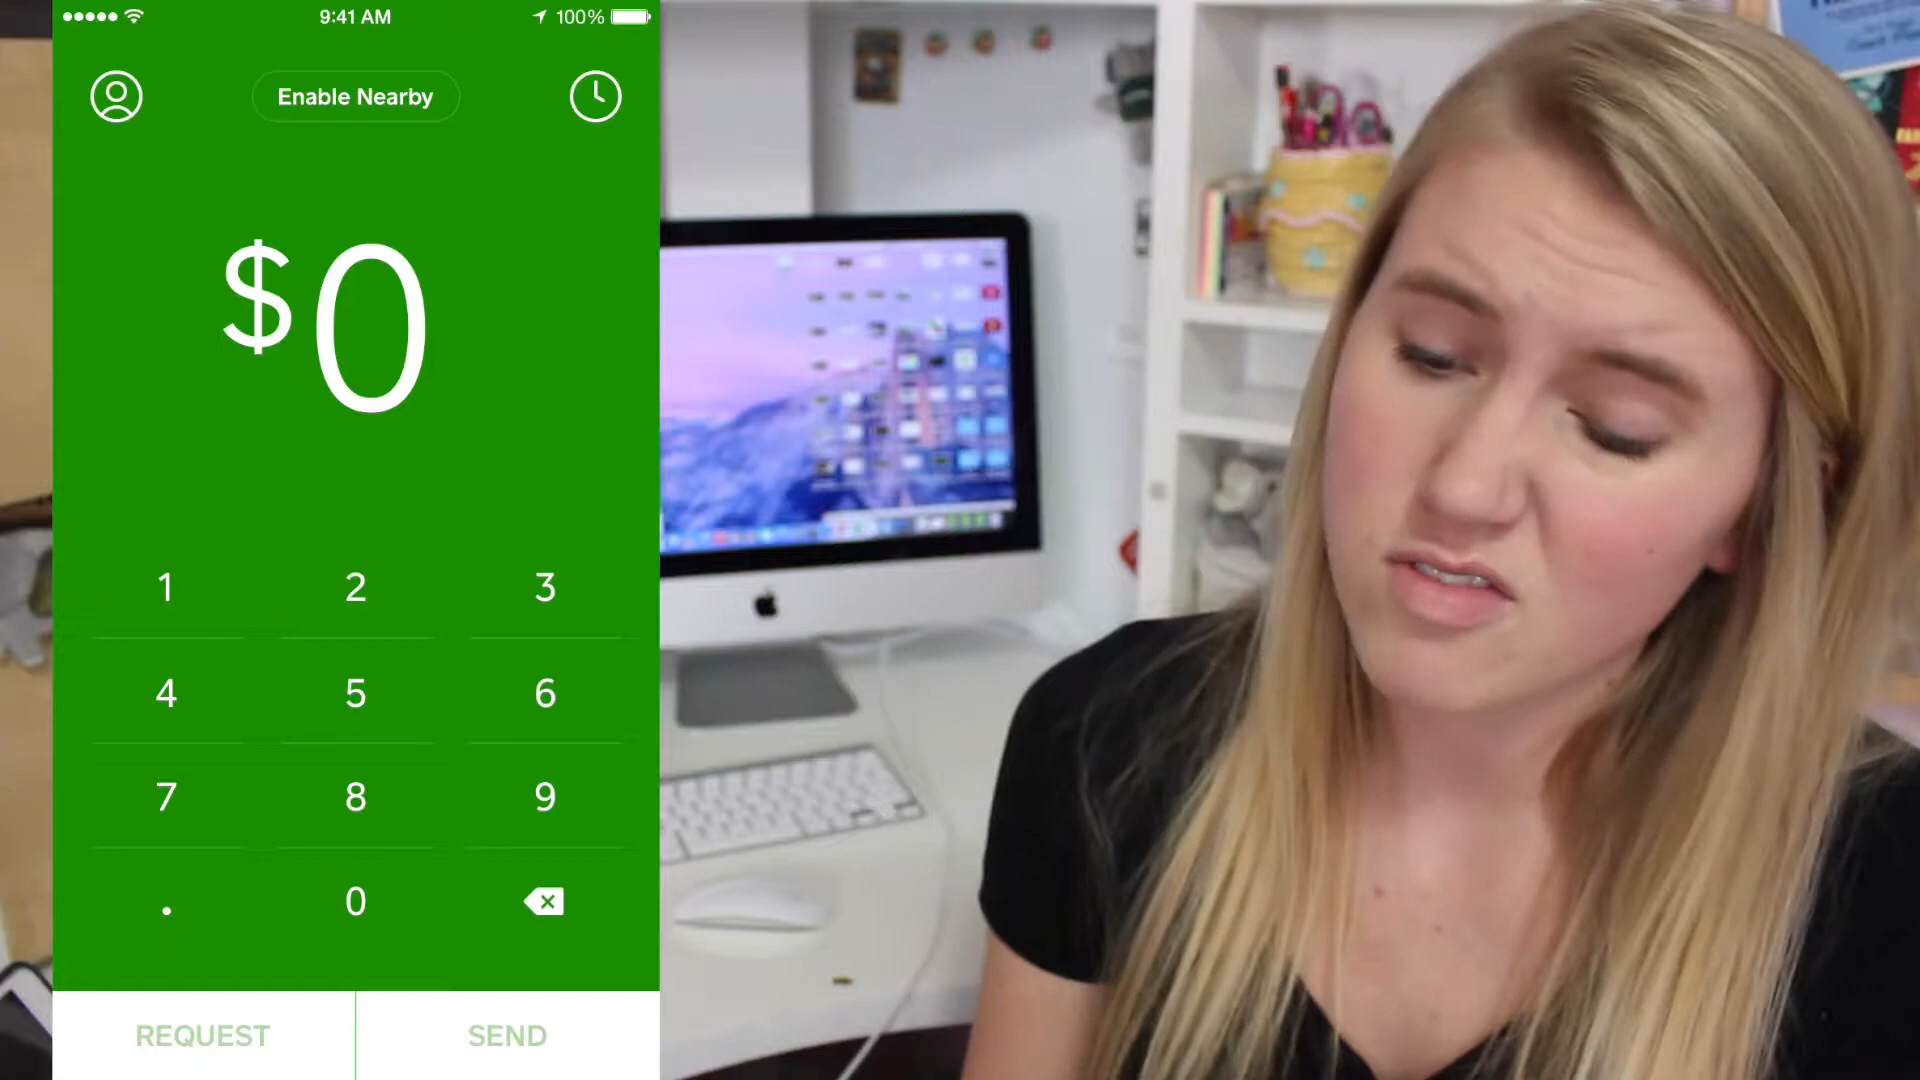 9:41 AM 100%
Enable Nearby
$0
1 2 3
4 5 6
7 8 9
. 0
REQUEST SEND